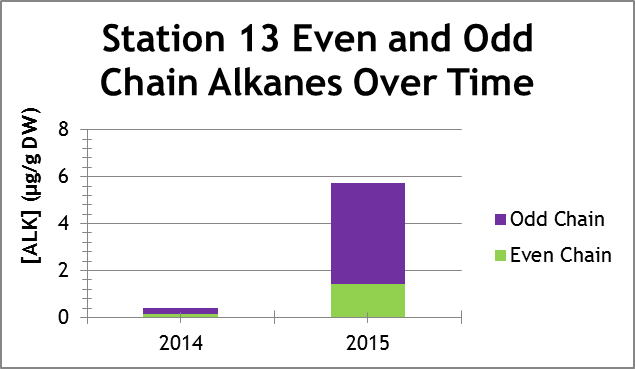 Station 13 Even and Odd
Chain Alkanes Over Time
[ALK] (µg/g DW)
8
6
4
2
0
2014
2015
Odd Chain
Even Chain